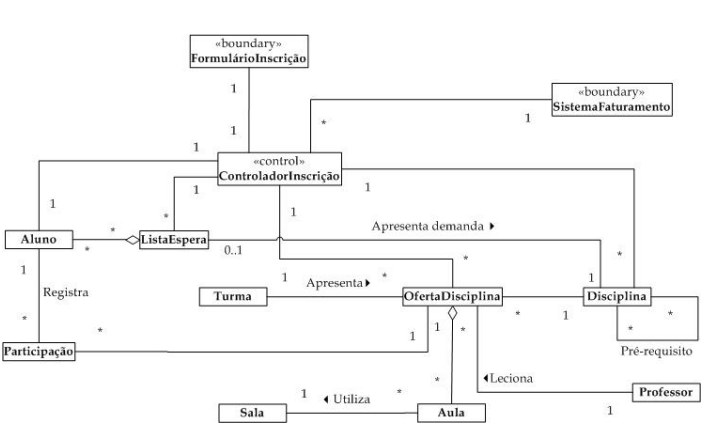 «boundary»
FormulárioInscrição
1
«boundary»
SistemaFaturamento
1
*
1
1
«control»
ControladorInscrição
1
1
1
1
*
*
Apresenta demanda ▶
Aluno
*
*
ListaEspera
0..1
*
*
1
Registra
1
Apresenta ▶
*
1
Turma
OfertaDisciplina
Disciplina
*
*
1
1
1
*
*
*
Participação
Pré-requisito
*
◀ Leciona
Professor
1
*
◀ Utiliza
1
Sala
Aula